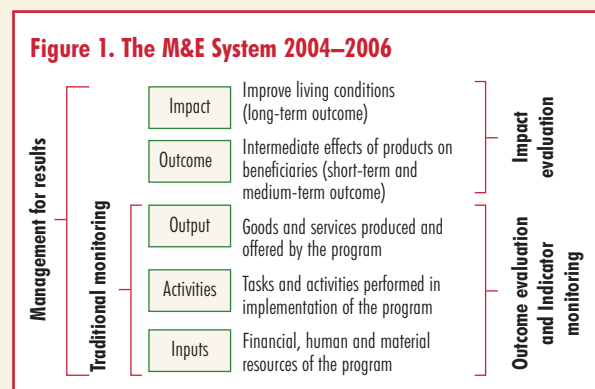 Figure 1. The M&E System 2004–2006
Management for results
Traditional monitoring
Impact
Improve living conditions
(long-term outcome)
Outcome
Intermediate effects of products on
beneficiaries (short-term and
medium-term outcome)
Output
Goods and services produced and
offered by the program
Activities
Tasks and activities performed in
implementation of the program
Inputs
Financial, human and material
resources of the program
Impact
evaluation
Outcome evaluation
and Indicator
monitoring